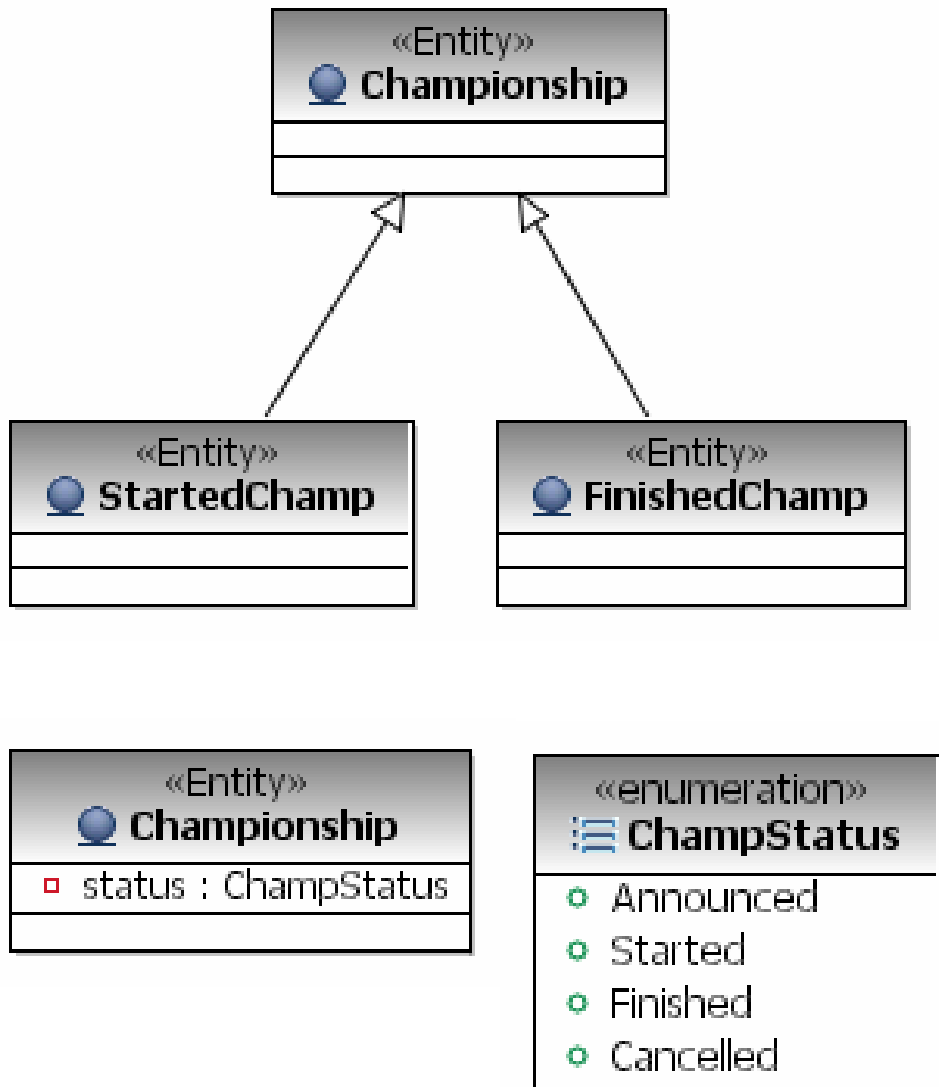 «Entity»
Championship
«Entity»
StartedChamp
«Entity»
FinishedChamp
«Entity»
Championship
status : ChampStatus
«enumeration»
ChampStatus
Announced
Started
Finished
Cancelled